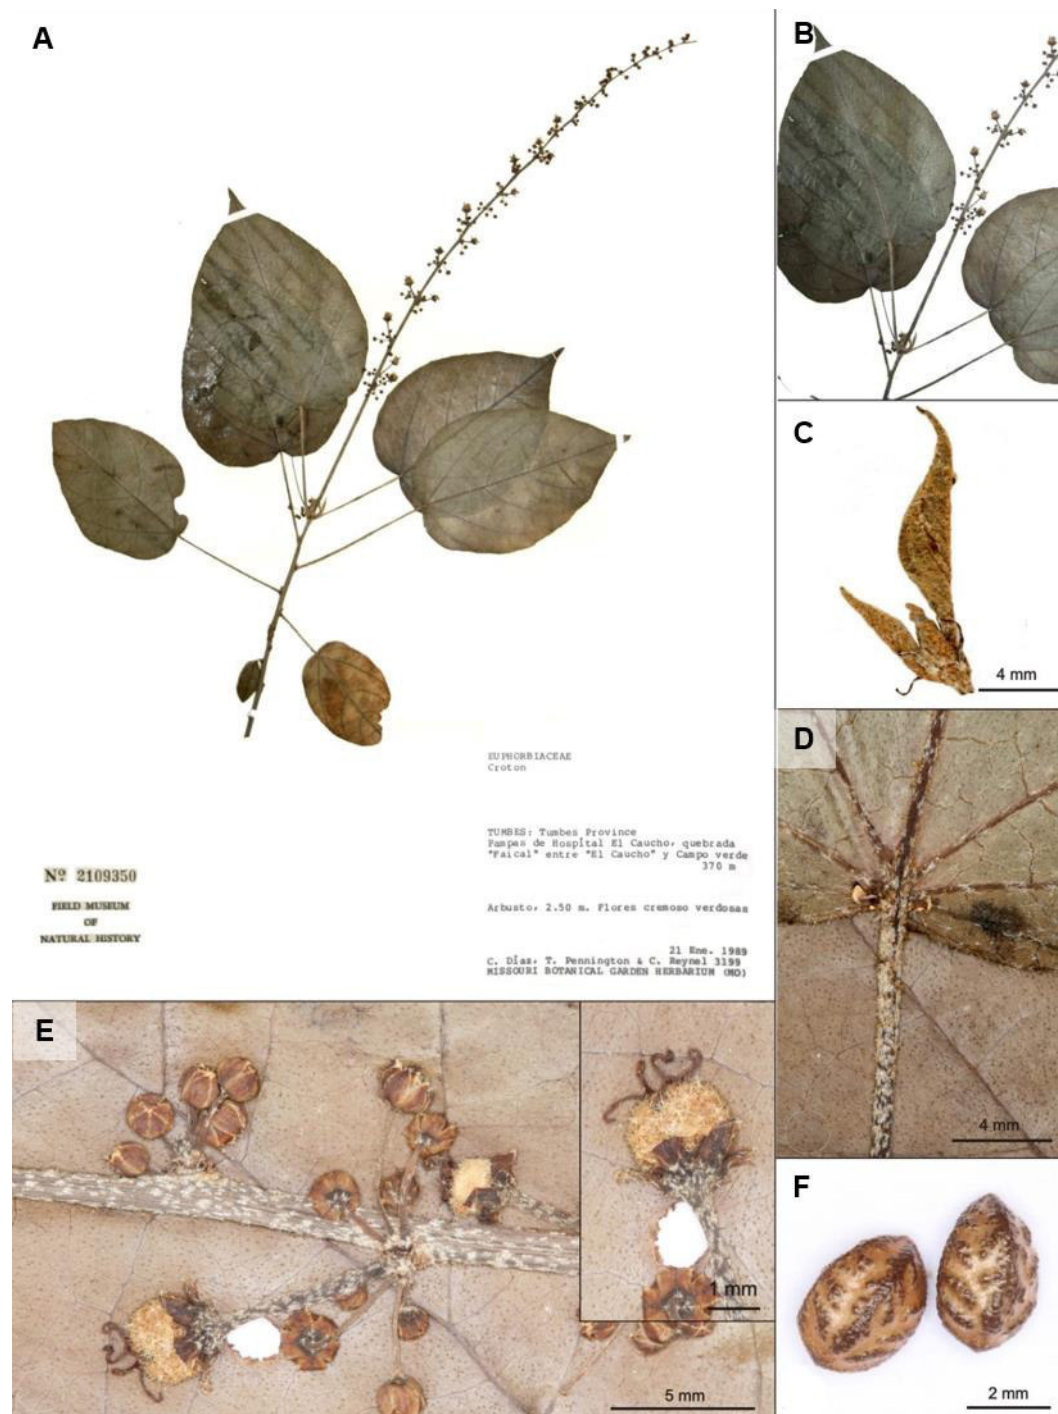 A
B
C
4 mm
D
4 mm
EUPHORBIACEAE
Croton
TUMBES: Tumbes Province
Pampas de Hospital El Caucho, quebrada
"Faical" entre "El Caucho" y Campo verde
370 m
Arbusto, 2.50 m. Flores cremoso verdosas
21 Ene. 1989
C. Díaz, T. Pennington & C. Reynel 3199
MISSOURI BOTANICAL GARDEN HERBARIUM (MO)
Nº 2109350
FIELD MUSEUM
OF
NATURAL HISTORY
E
1 mm
5 mm
F
2 mm